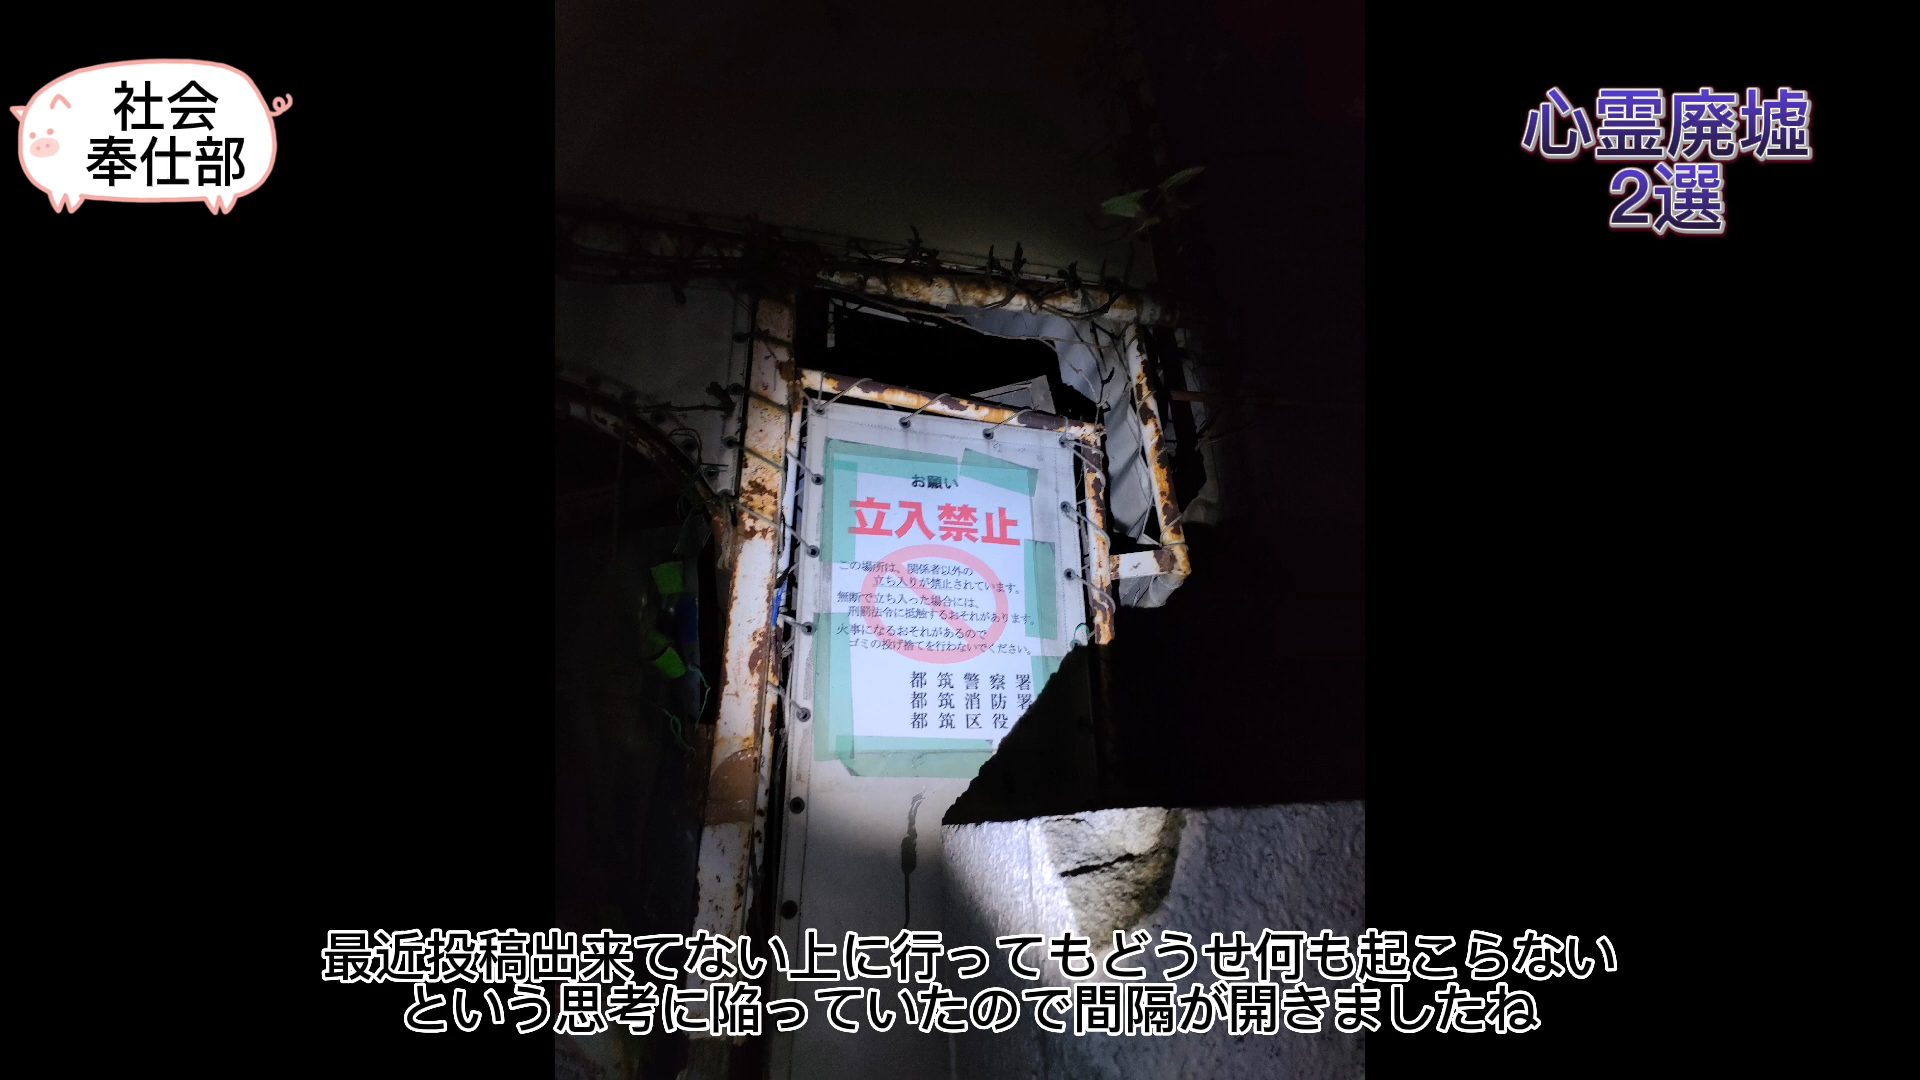 社会
奉仕部
心霊廃墟
2選
お願い
立入禁止
この場所は、関係者以外の
立ち入りが禁止されています。
無断で立ち入った場合には、
刑罰法令に抵触するおそれがあります。
火事になるおそれがあるので
ゴミの投げ捨てを行わないでください。
都筑警察署
都筑消防署
都筑区役
最近投稿出来てない上に行ってもどうせ何も起こらない
という思考に陥っていたので間隔が開きましたね